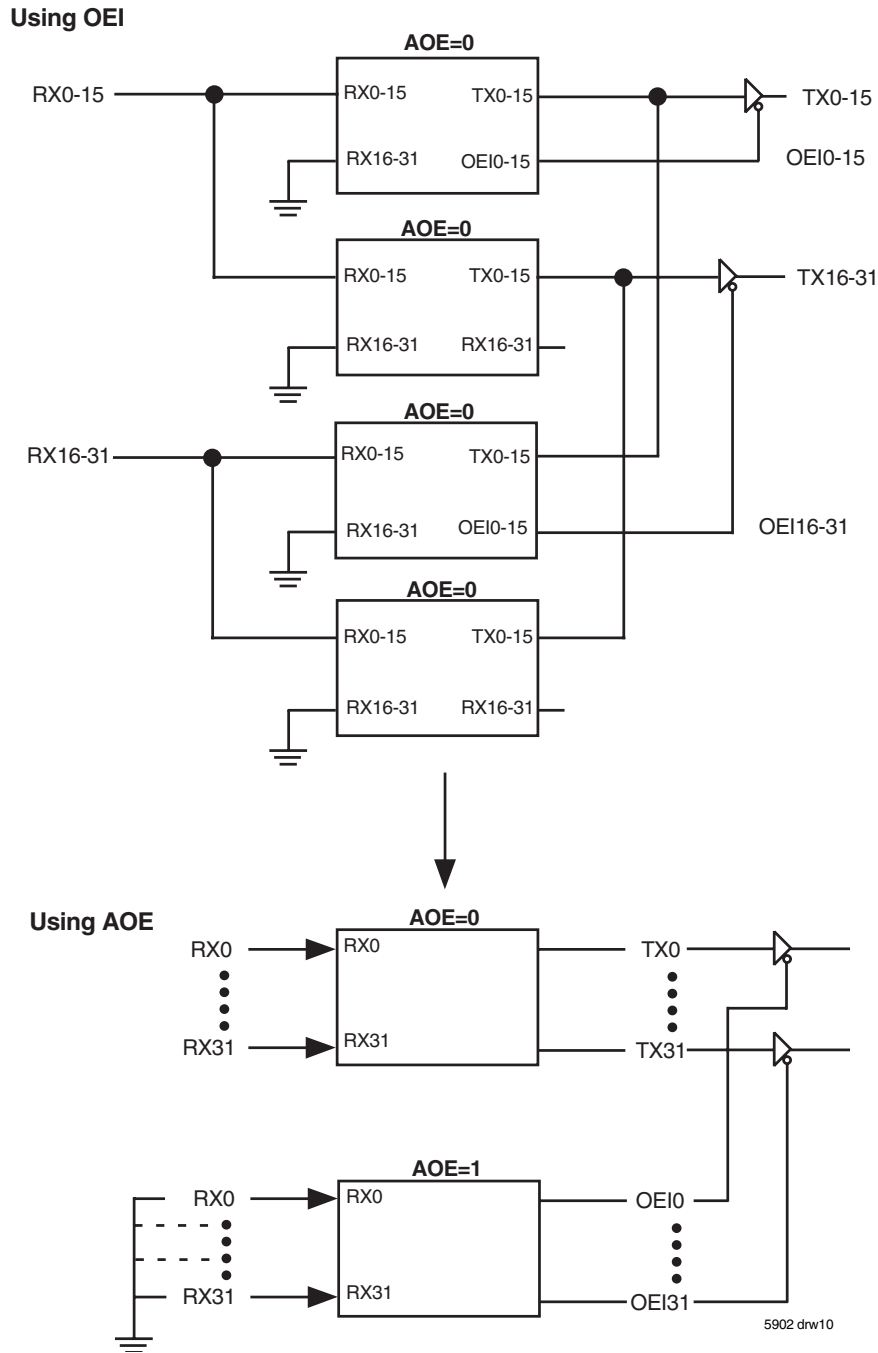 Using OEI
AOE=0
RX0-15
RX0-15
TX0-15
TX0-15
RX16-31
OEI0-15
OEI0-15
AOE=0
RX0-15
TX0-15
TX16-31
RX16-31
RX16-31
AOE=0
RX16-31
RX0-15
TX0-15
RX16-31
OEI0-15
OEI16-31
AOE=0
RX0-15
TX0-15
RX16-31
RX16-31
Using AOE
AOE=0
RX0
RX0
TX0
RX31
RX31
TX31
AOE=1
RX0
RX0
OEI0
RX31
RX31
OEI31
5902 drw10